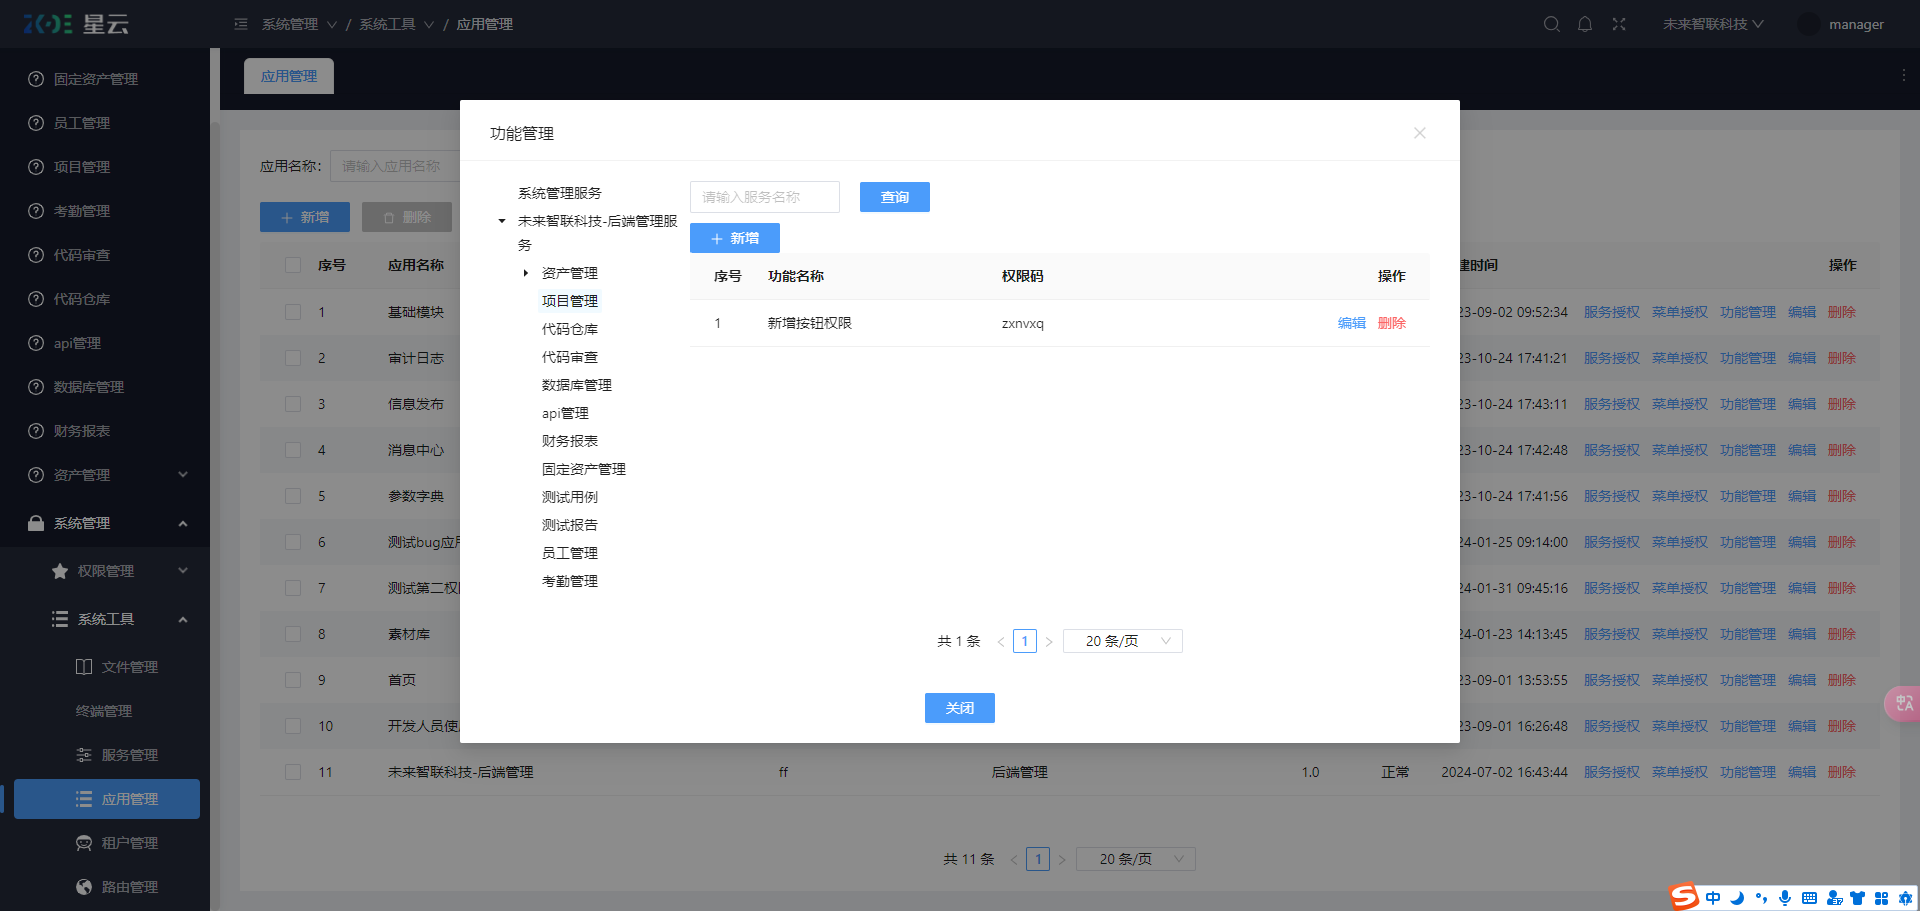 星云
系统管理 / 系统工具 / 应用管理
未来智联科技
manager
固定资产管理
员工管理
项目管理
考勤管理
代码审查
代码仓库
api管理
数据库管理
财务报表
资产管理
系统管理
权限管理
系统工具
文件管理
终端管理
服务管理
应用管理
租户管理
路由管理
应用管理
应用名称: 请输入应用名称
新增 删除
序号 应用名称 建时间 操作
1 基础模块 23-09-02 09:52:34 服务授权 菜单授权 功能管理 编辑 删除
2 审计日志 23-10-24 17:41:21 服务授权 菜单授权 功能管理 编辑 删除
3 信息发布 23-10-24 17:43:11 服务授权 菜单授权 功能管理 编辑 删除
4 消息中心 23-10-24 17:42:48 服务授权 菜单授权 功能管理 编辑 删除
5 参数字典 23-10-24 17:41:56 服务授权 菜单授权 功能管理 编辑 删除
6 测试bug应 24-01-25 09:14:00 服务授权 菜单授权 功能管理 编辑 删除
7 测试第二权 24-01-31 09:45:16 服务授权 菜单授权 功能管理 编辑 删除
8 素材库 24-01-23 14:13:45 服务授权 菜单授权 功能管理 编辑 删除
9 首页 23-09-01 13:53:55 服务授权 菜单授权 功能管理 编辑 删除
10 开发人员使 23-09-01 16:26:48 服务授权 菜单授权 功能管理 编辑 删除
11 未来智联科技-后端管理 ff 后端管理 1.0 正常 2024-07-02 16:43:44 服务授权 菜单授权 功能管理 编辑 删除
共 11 条 < 1 > 20 条/页
功能管理
系统管理服务
未来智联科技-后端管理服
务
资产管理
项目管理
代码仓库
代码审查
数据库管理
api管理
财务报表
固定资产管理
测试用例
测试报告
员工管理
考勤管理
请输入服务名称 查询
新增
序号 功能名称 权限码 操作
1 新增按钮权限 zxnvxq 编辑 删除
共 1 条 < 1 > 20 条/页
关闭
中